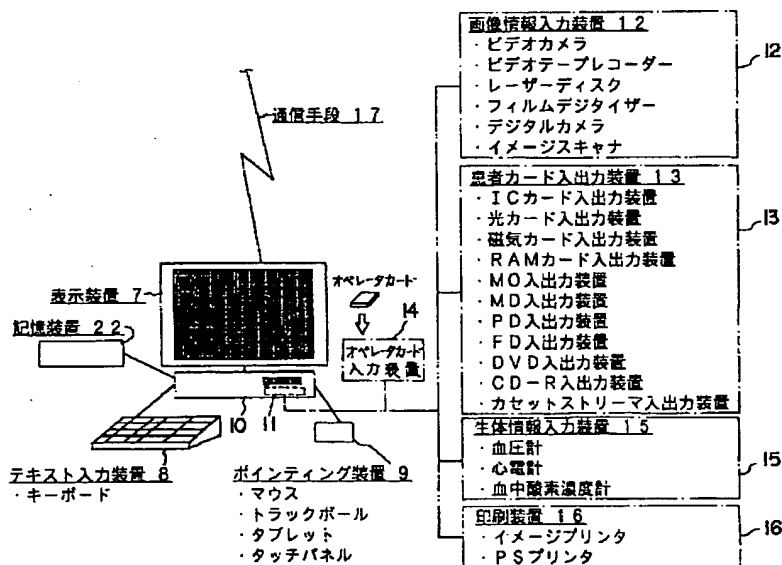 画像情報入力装置 12
・ビデオカメラ
・ビデオテープレコーダー
・レーザーディスク
・フィルムデジタイザー
・デジタルカメラ
・イメージスキャナ
12
通信手段 17
患者カード入出力装置 13
・ICカード入出力装置
・光カード入出力装置
・磁気カード入出力装置
・RAMカード入出力装置
・MO入出力装置
・MD入出力装置
・PD入出力装置
・FD入出力装置
・DVD入出力装置
・CD-R入出力装置
・カセットストリーマ入出力装置
13
表示装置 7
オペレータカード
14
オペレータカード
入力装置
記憶装置 22
10
11
テキスト入力装置 8
・キーボード
ポインティング装置 9
・マウス
・トラックボール
・タブレット
・タッチパネル
生体情報入力装置 15
・血圧計
・心電計
・血中酸素濃度計
15
印刷装置 16
・イメージプリンタ
・PSプリンタ
16